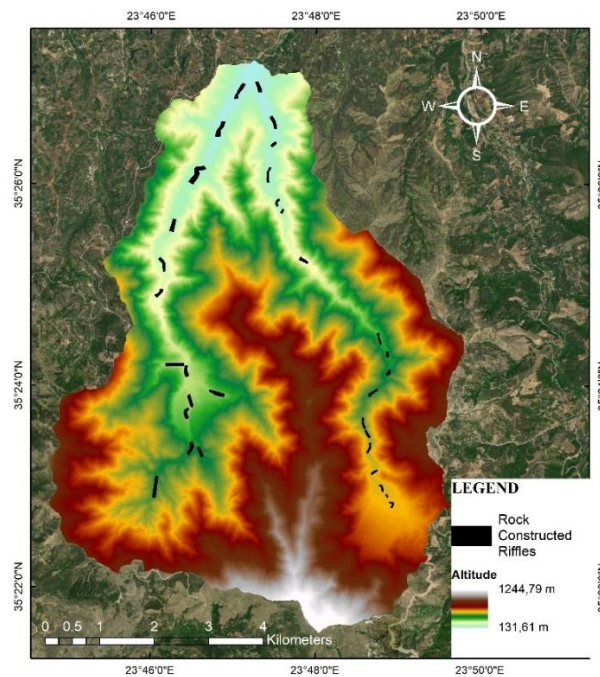 23°46'0"E 23°48'0"E 23°50'0"E
N
W E
S
35°26'0"N
35°24'0"N
35°22'0"N
LEGEND
Rock
Constructed
Riffles
Altitude
1244,79 m
131,61 m
0 0.5 1 2 3 4
Kilometers
23°46'0"E 23°48'0"E 23°50'0"E